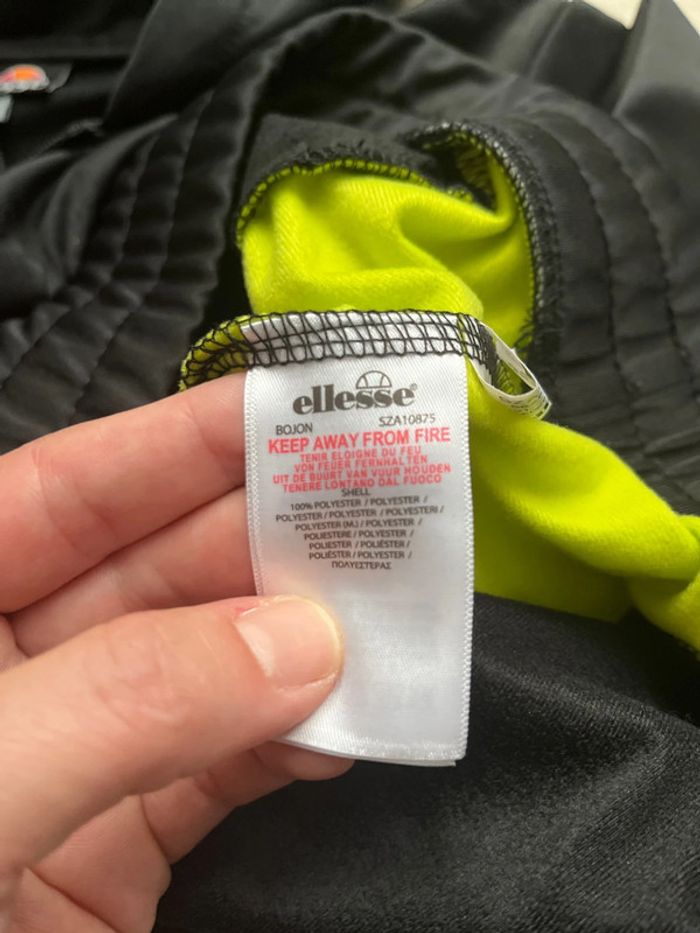 ellesse®
BOJON SZA10875
KEEP AWAY FROM FIRE
TENIR ELOIGNE DU FEU
VON FEUER FERNHALTEN
UIT DE BUURT VAN VUUR HOUDEN
TENERE LONTANO DAL FUOCO
SHELL
100% POLYESTER / POLYESTER /
POLYESTER / POLYESTER / POLYESTERI /
POLYESTER (M.) / POLYESTER /
POLIESTERE / POLYESTER /
POLIESTER / POLIÉSTER /
POLIÉSTER / POLYESTER /
ΠΟΛΥΕΣΤΕΡΑΣ